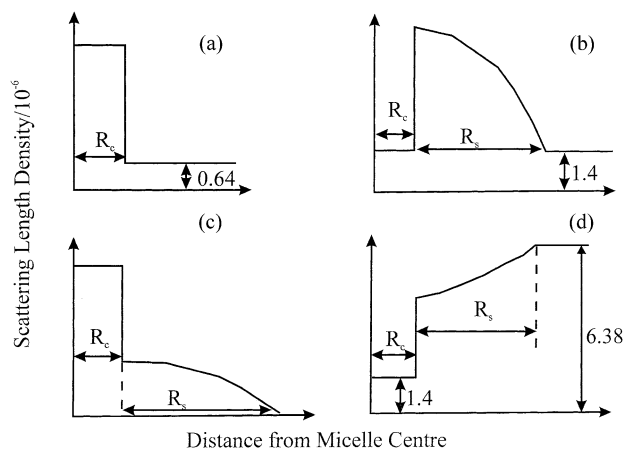 Scattering Length Density/10-6
(a)
Rc
0.64
(b)
Rc
Rs
1.4
(c)
Rc
Rs
(d)
Rc
Rs
1.4
6.38
Distance from Micelle Centre